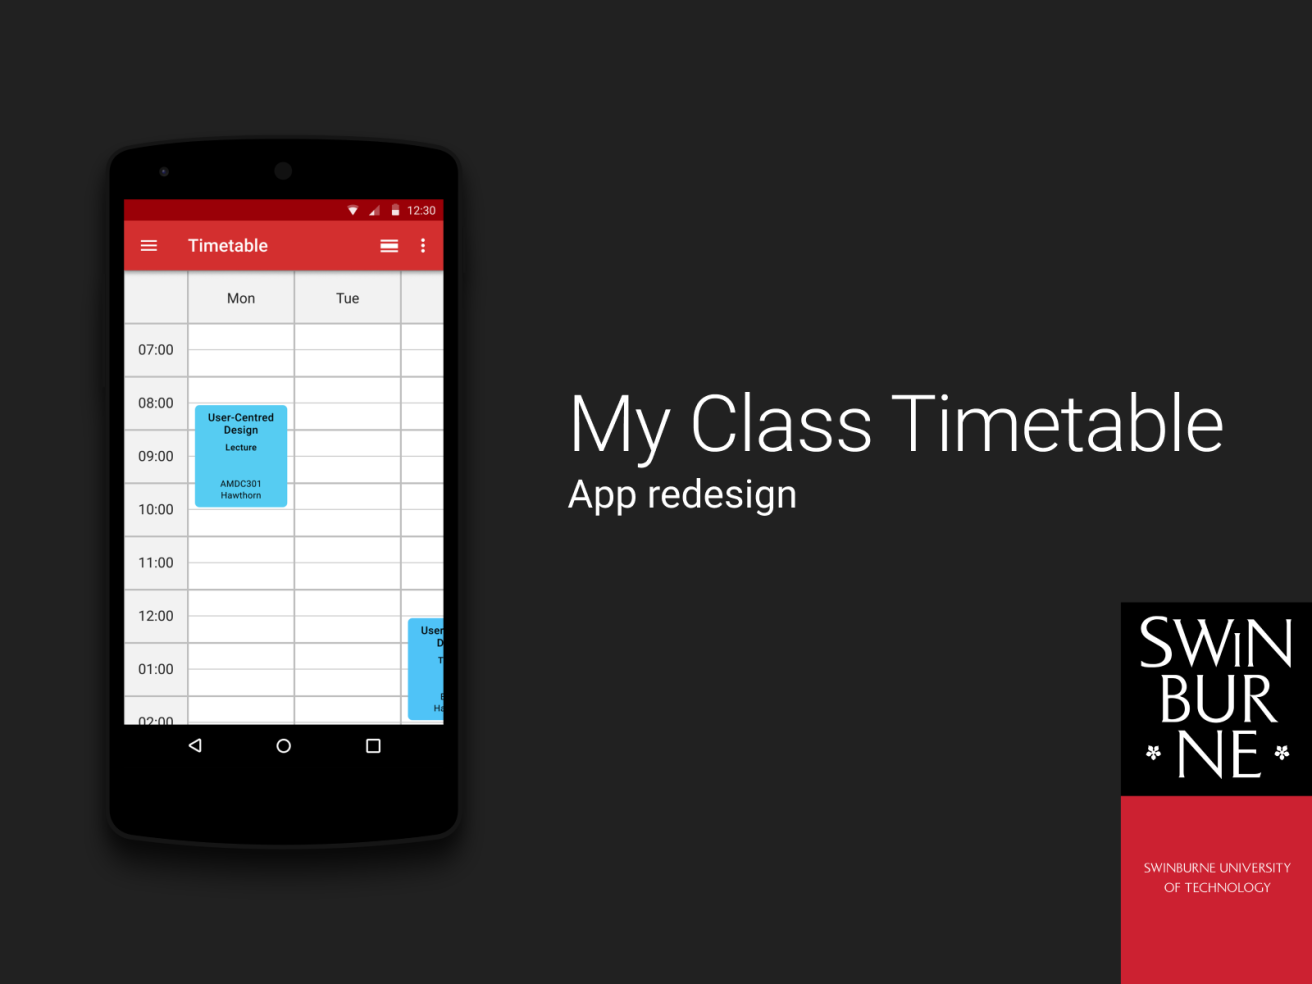 12:30
Timetable
Mon Tue
07:00
08:00
User-Centred
Design
Lecture
09:00
AMDC301
Hawthorn
10:00
11:00
12:00
User
D
T
01:00
E
Ha
02:00
My Class Timetable
App redesign
SWiN
BUR
NE
SWINBURNE UNIVERSITY
OF TECHNOLOGY